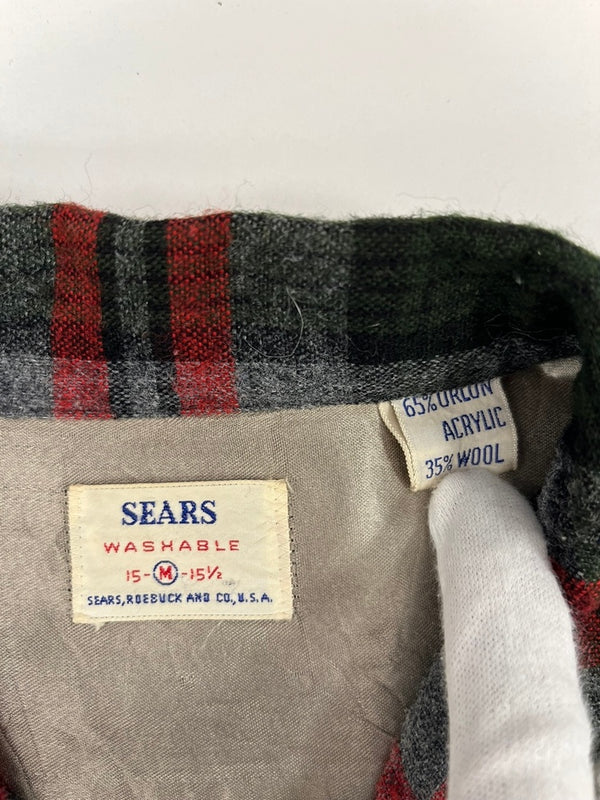 65% ORLON
ACRYLIC
35% WOOL
SEARS
WASHABLE
15-M-15½
SEARS, ROEBUCK AND CO., U.S.A.